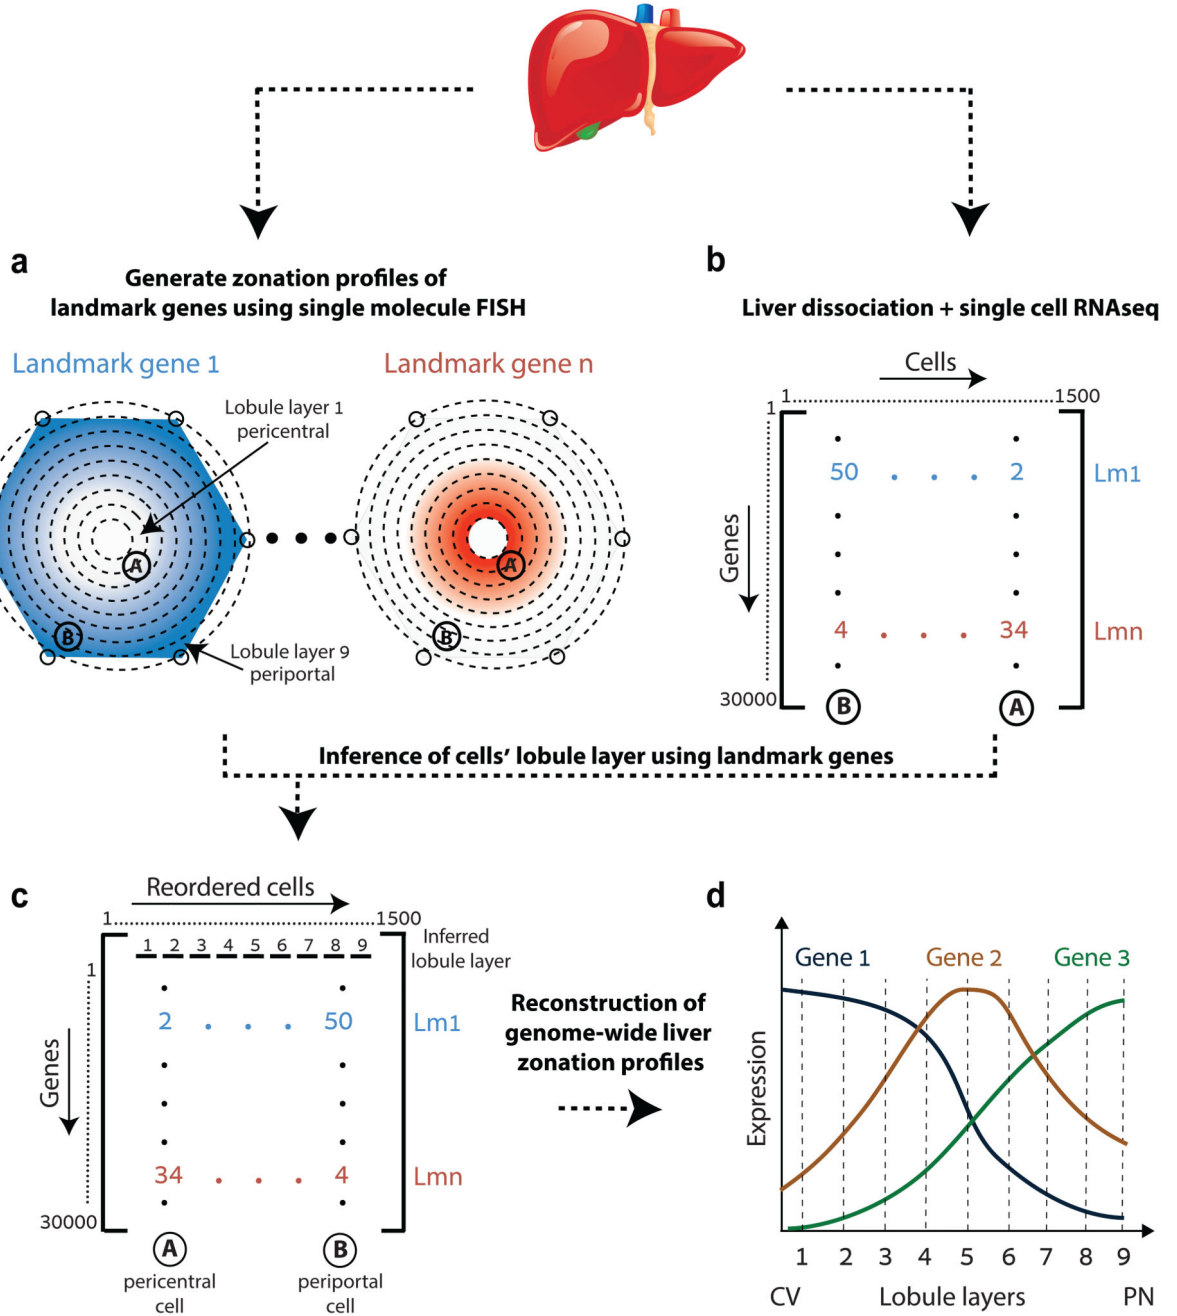 a
Generate zonation profiles of
landmark genes using single molecule FISH
Landmark gene 1
Landmark gene n
Lobule layer 1
pericentral
A
B
A
B
Lobule layer 9
periportal
b
Liver dissociation + single cell RNAseq
Cells
1 1500
1
50 . . . 2 Lm1
Genes
4 . . . 34 Lmn
30000
B A
Inference of cells' lobule layer using landmark genes
c
Reordered cells
1 1500
1 2 3 4 5 6 7 8 9
Inferred
lobule layer
1
2 . . . 50 Lm1
Genes
34 . . . 4 Lmn
30000
A B
pericentral
cell
periportal
cell
Reconstruction of
genome-wide liver
zonation profiles
d
Gene 1 Gene 2 Gene 3
Expression
1 2 3 4 5 6 7 8 9
CV Lobule layers PN